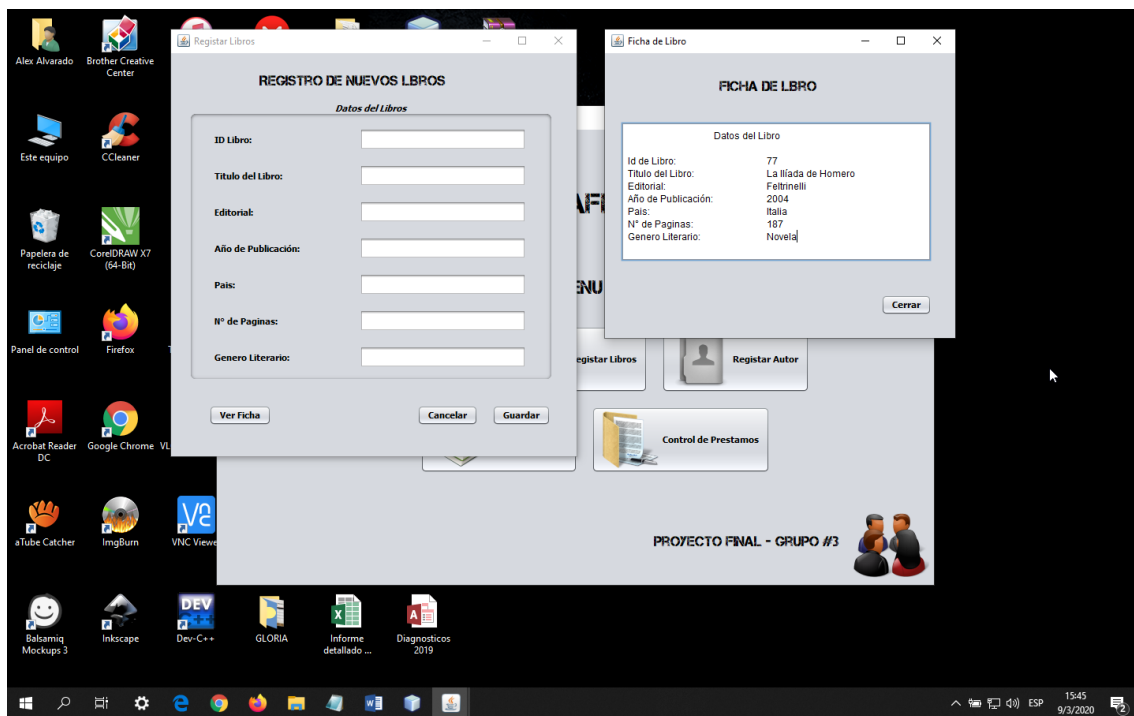 Alex Alvarado
Brother Creative
Center
Este equipo
CCleaner
Papelera de
reciclaje
CorelDRAW X7
(64-Bit)
Panel de control
Firefox
T
Acrobat Reader
DC
Google Chrome
VL
aTube Catcher
ImgBurn
VNC Viewe
Balsamiq
Mockups 3
Inkscape
Dev-C++
GLORIA
Informe
detallado ...
Diagnosticos
2019
Registar Libros
REGISTRO DE NUEVOS LBROS
Datos del Libros
ID Libro:
Titulo del Libro:
Editorial:
Año de Publicación:
Pais:
Nº de Paginas:
Genero Literario:
Ver Ficha
Cancelar
Guardar
Ficha de Libro
FICHA DE LBRO
Datos del Libro
Id de Libro: 77
Titulo del Libro: La Ilíada de Homero
Editorial: Feltrinelli
Año de Publicación: 2004
Pais: Italia
N° de Paginas: 187
Genero Literario: Novela
Cerrar
AFI
ENU
egistar Libros
Registar Autor
Control de Prestamos
PROYECTO FINAL - GRUPO #3
ESP
15:45
9/3/2020
2